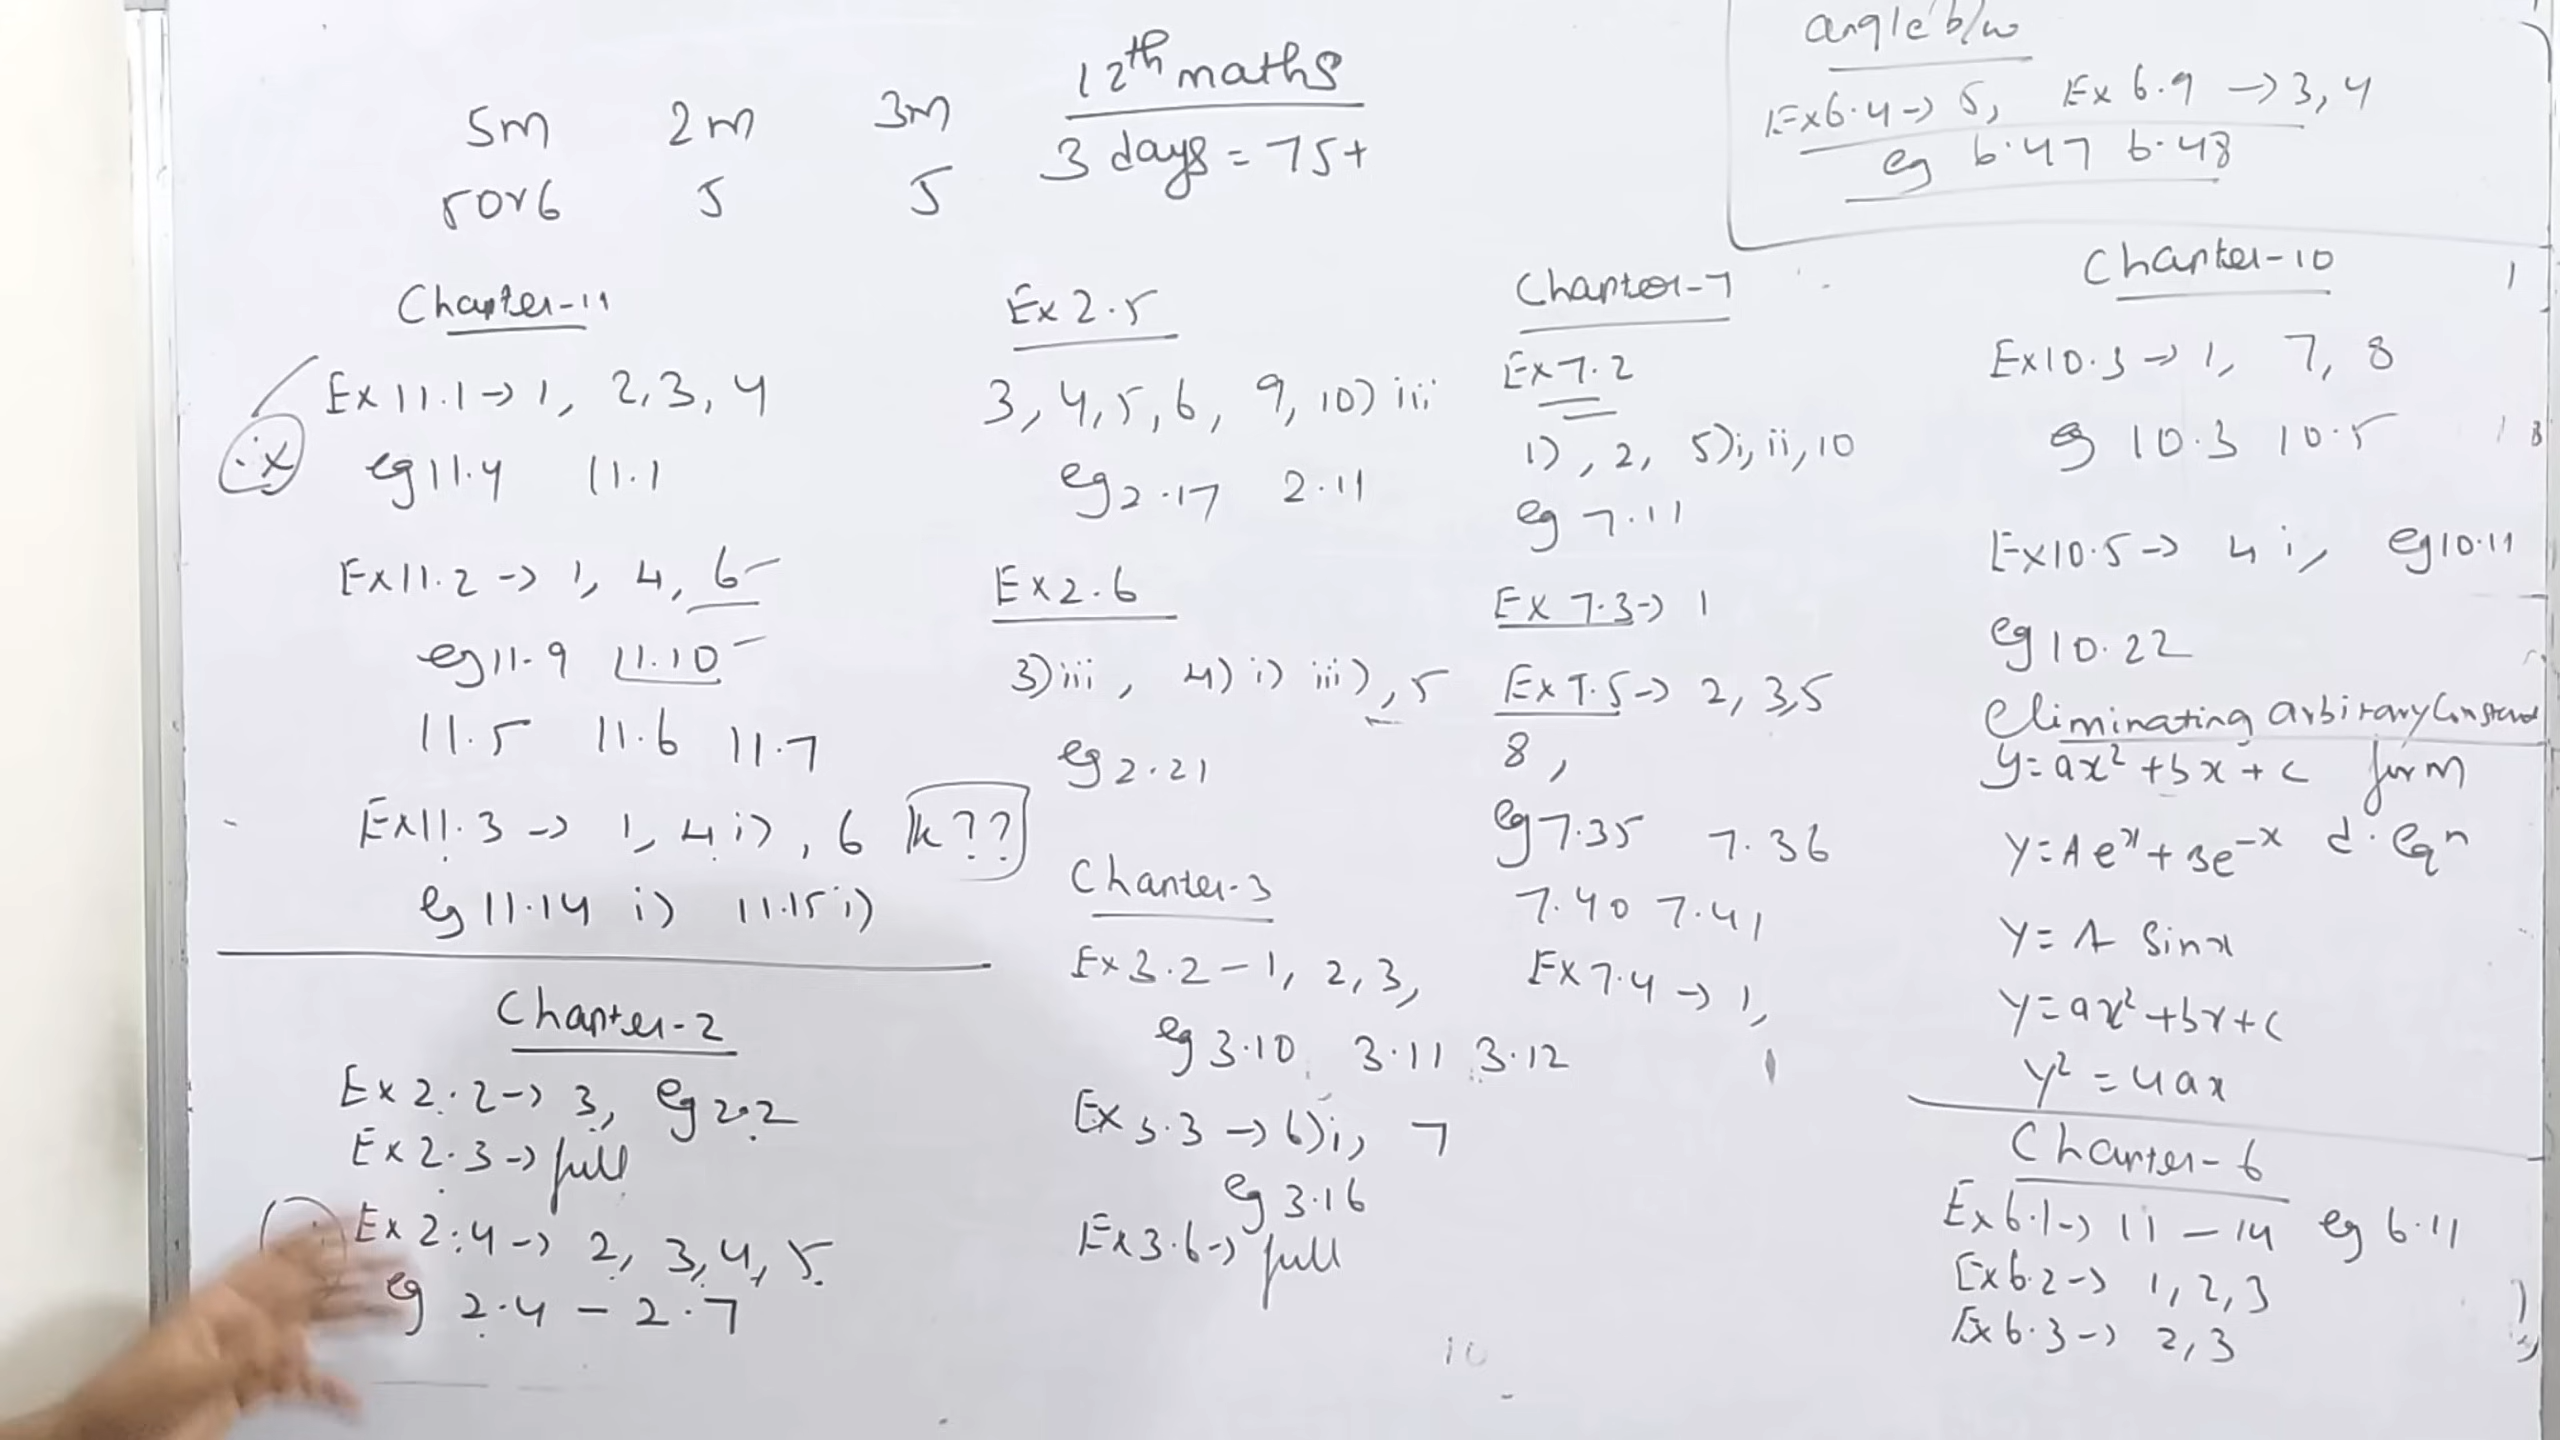 12th maths
3 days = 75+
5m 2m 3m
5 or 6 5 5
Chapter-11
Ex 11.1 → 1, 2, 3, 4
eg 11.4 11.1
Ex 11.2 → 1, 4, 6
eg 11.9 11.10
11.5 11.6 11.7
Ex 11.3 → 1, 4 i), 6 k??
eg 11.14 i) 11.15 i)
Chapter-2
Ex 2.2 → 3, eg 2.2
Ex 2.3 → full
Ex 2.4 → 2, 3, 4, 5
eg 2.4 - 2.7
Ex 2.5
3, 4, 5, 6, 9, 10) iii
eg 2.17 2.11
Ex 2.6
3) iii, 4) i) iii), 5
eg 2.21
Chapter-3
Ex 3.2 - 1, 2, 3,
eg 3.10 3.11 3.12
Ex 3.3 → 6) i, 7
eg 3.16
Ex 3.6 → full
Chapter-7
Ex 7.2
1), 2, 5) i, ii, 10
eg 7.11
Ex 7.3 → 1
Ex 7.5 → 2, 3, 5
8,
eg 7.35 7.36
7.40 7.41
Ex 7.4 → 1,
angle b/w
Ex 6.4 → 5, Ex 6.9 → 3, 4
eg 6.47 6.48
Chapter-10
Ex 10.3 → 1, 7, 8
eg 10.3 10.5
Ex 10.5 → 4 i, eg 10.11
eg 10.22
eliminating arbitrary Constant
y = ax² + bx + c form
y = Ae^x + Be^-x d. eqⁿ
y = A sin x
y = ax² + bx + c
y² = 4ax
Chapter-6
Ex 6.1 → 11 - 14 eg 6.11
Ex 6.2 → 1, 2, 3
Ex 6.3 → 2, 3